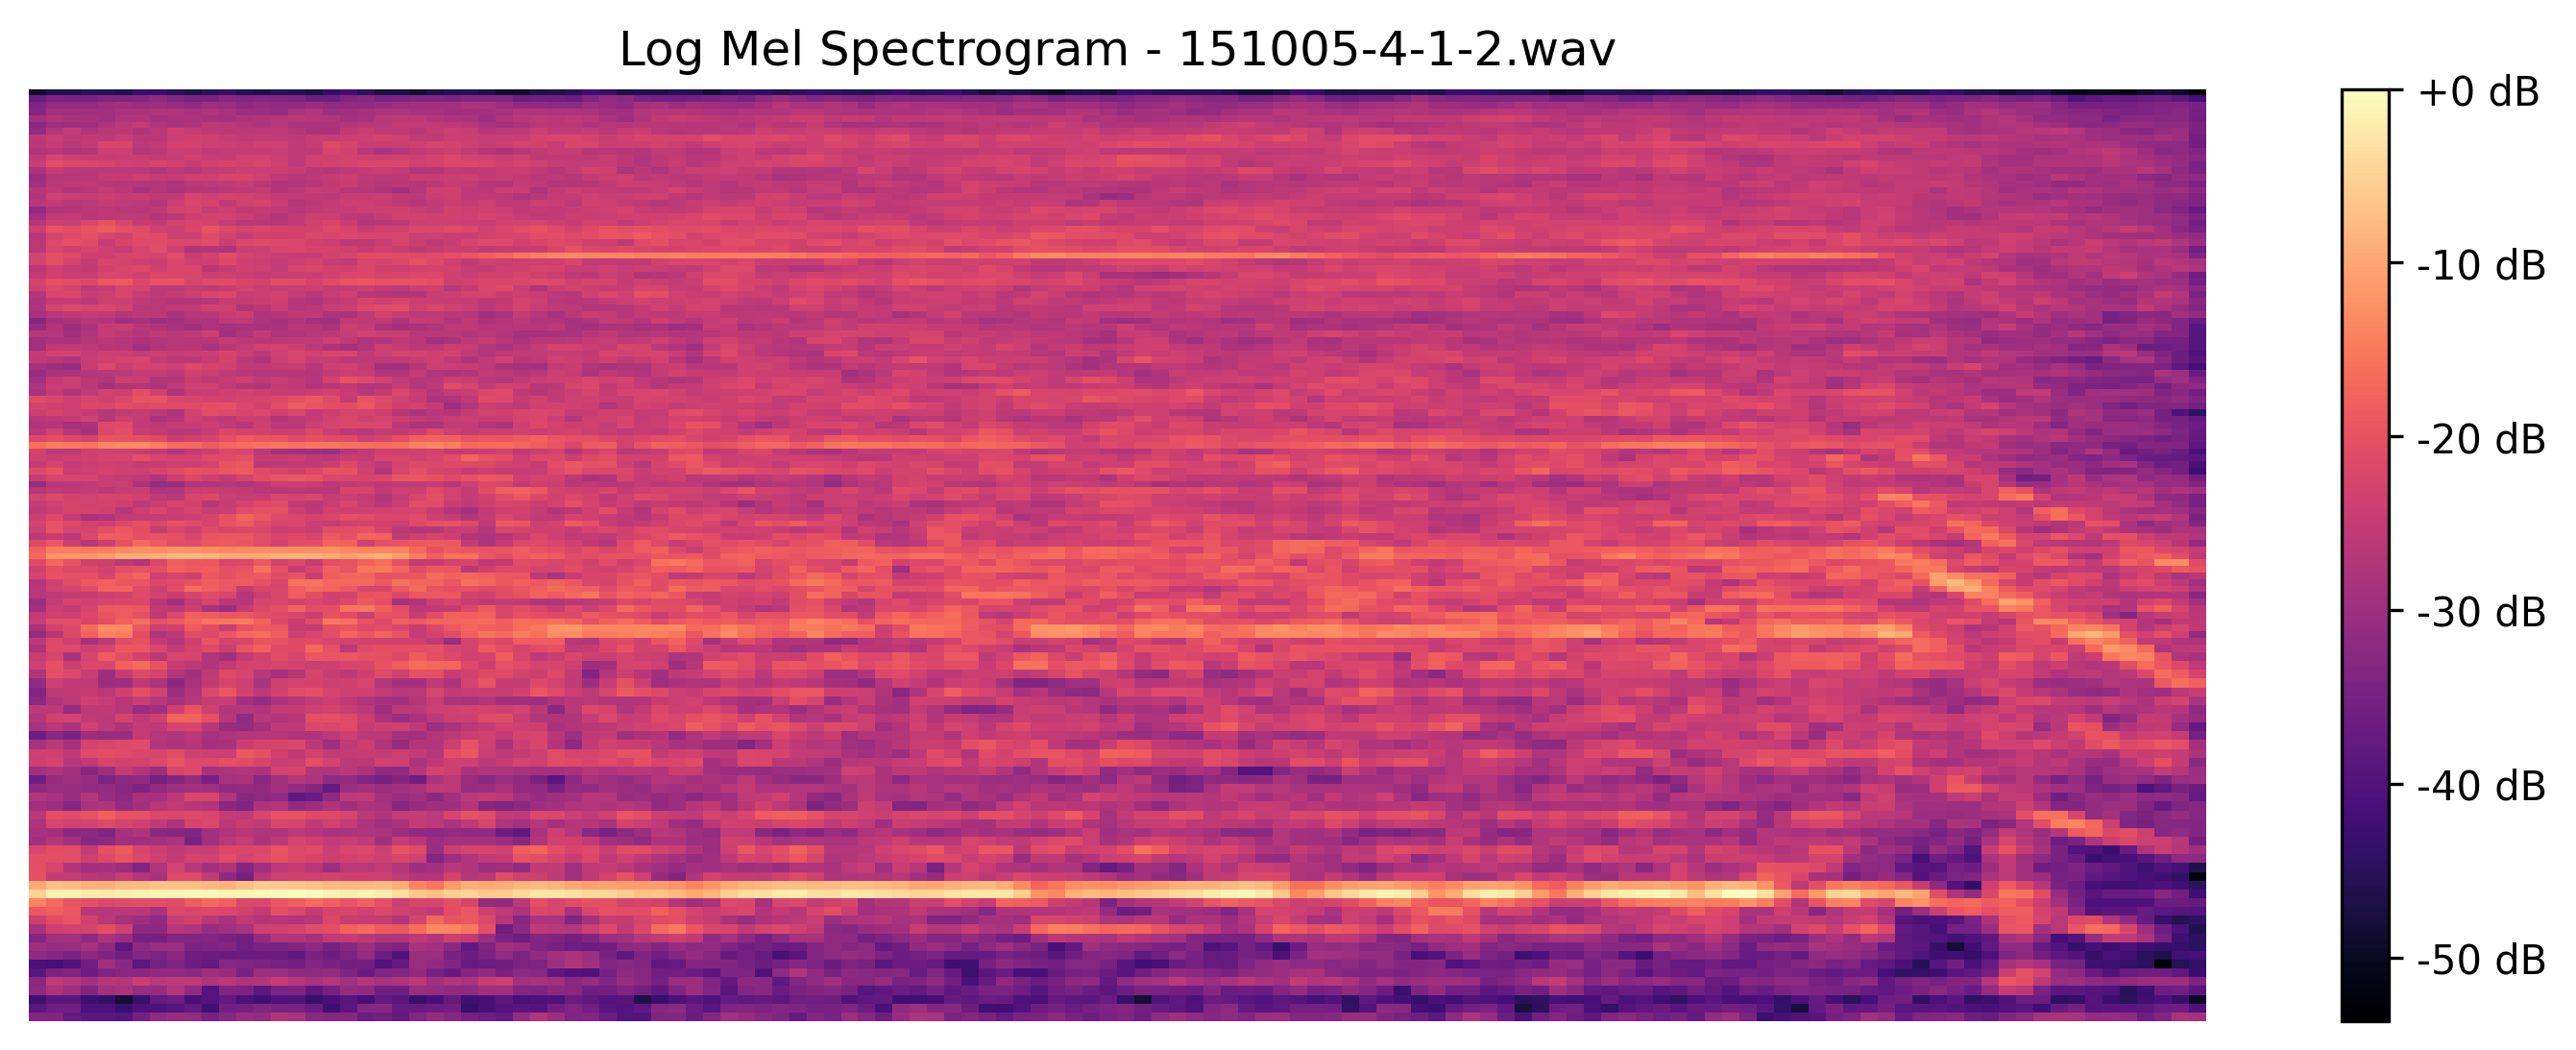 Log Mel Spectrogram - 151005-4-1-2.wav
+0 dB
-10 dB
-20 dB
-30 dB
-40 dB
-50 dB